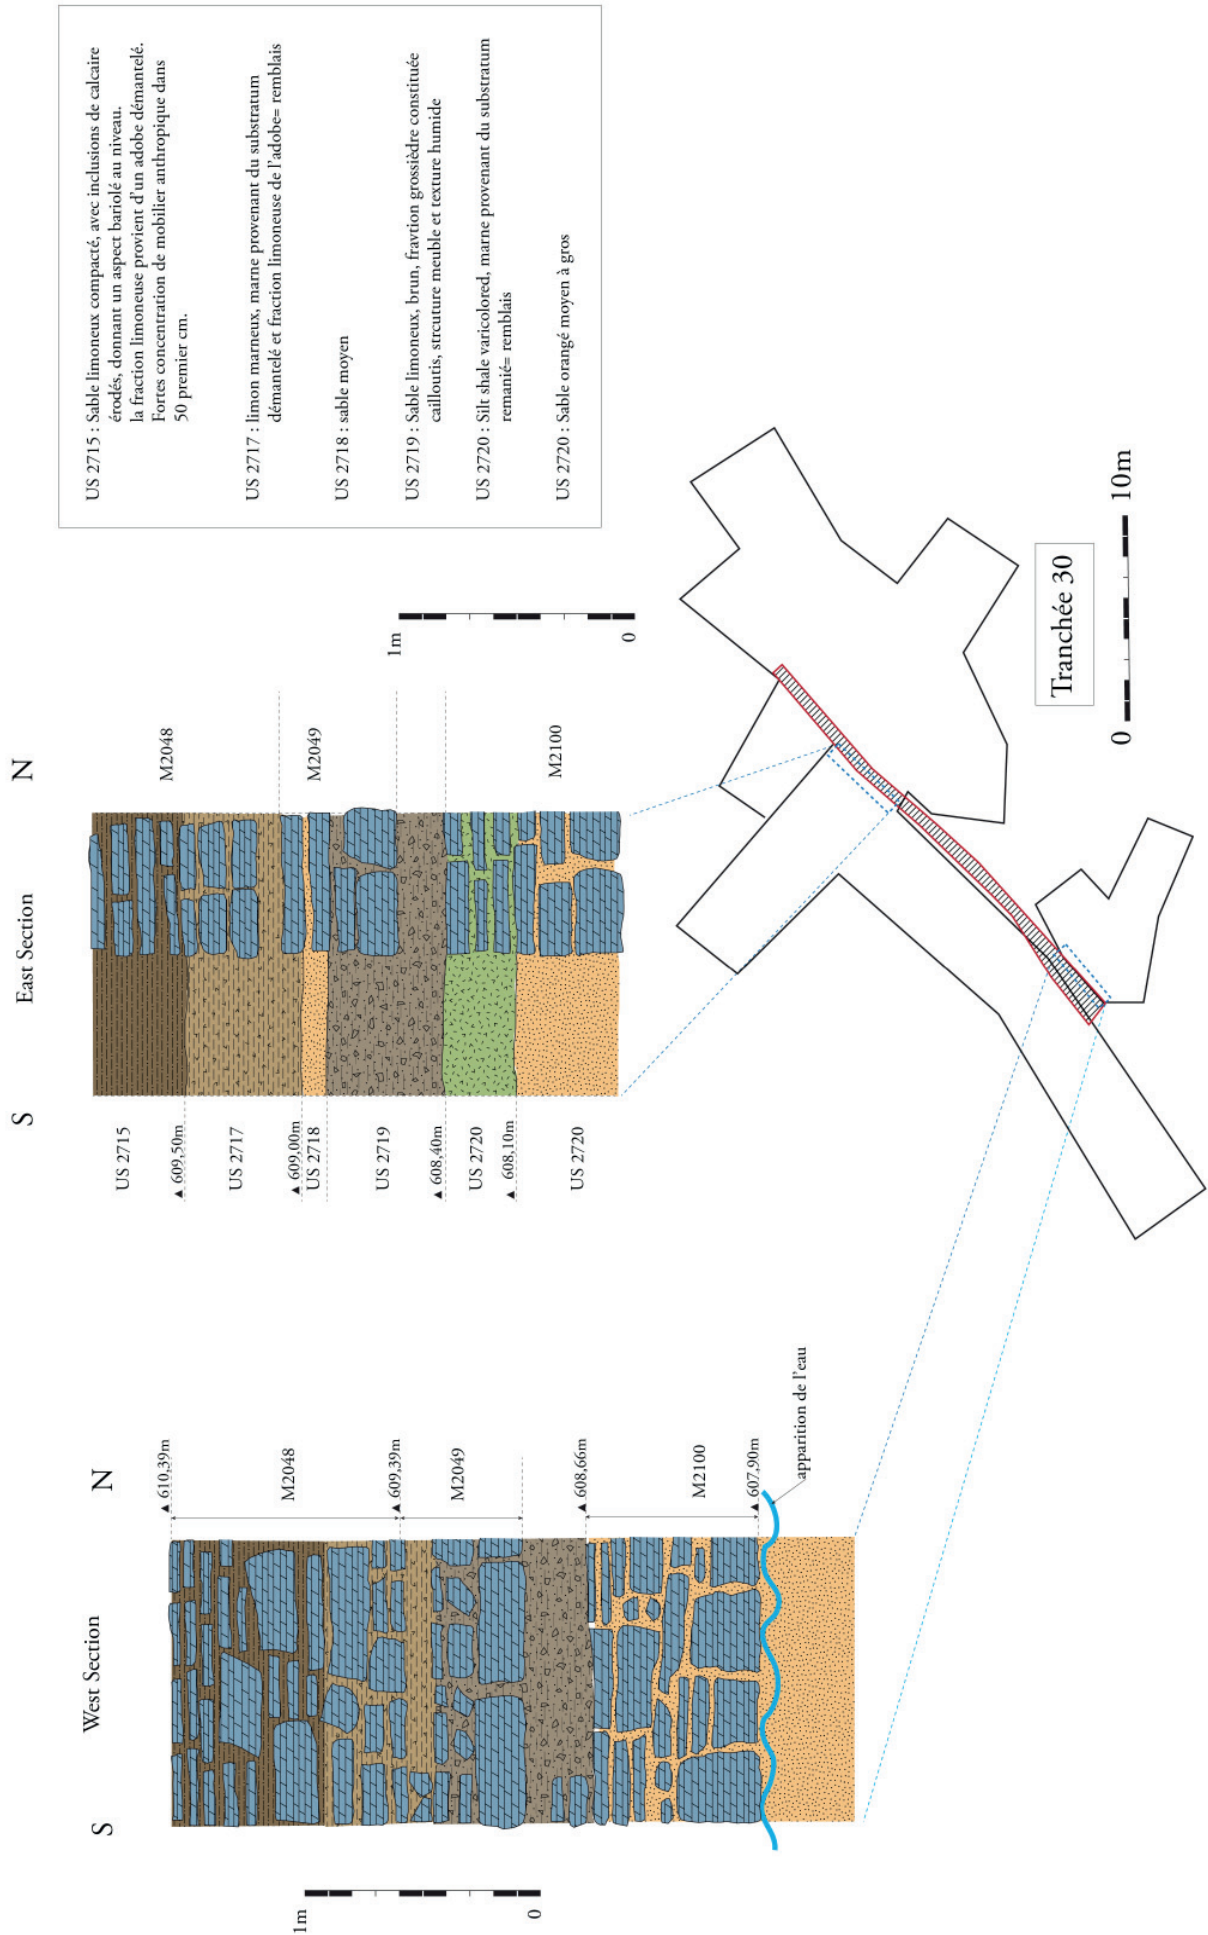 West Section
S
N
▲ 610,39m
M2048
▲ 609,39m
M2049
▲ 608,66m
M2100
▲ 607,90m
apparition de l'eau
1m
0
East Section
S
N
US 2715
▲ 609,50m
US 2717
▲ 609,00m
US 2718
US 2719
▲ 608,40m
US 2720
▲ 608,10m
US 2720
M2048
M2049
M2100
1m
0
US 2715 : Sable limoneux compacté, avec inclusions de calcaire
érodés, donnant un aspect bariolé au niveau.
la fraction limoneuse provient d'un adobe démantelé.
Fortes concentration de mobilier anthropique dans
50 premier cm.
US 2717 : limon marneux, marne provenant du substratum
démantelé et fraction limoneuse de l'adobe= remblais
US 2718 : sable moyen
US 2719 : Sable limoneux, brun, fravtion grossièdre constituée
cailloutis, strcuture meuble et texture humide
US 2720 : Silt shale varicolored, marne provenant du substratum
remanié= remblais
US 2720 : Sable orangé moyen à gros
Tranchée 30
0
10m